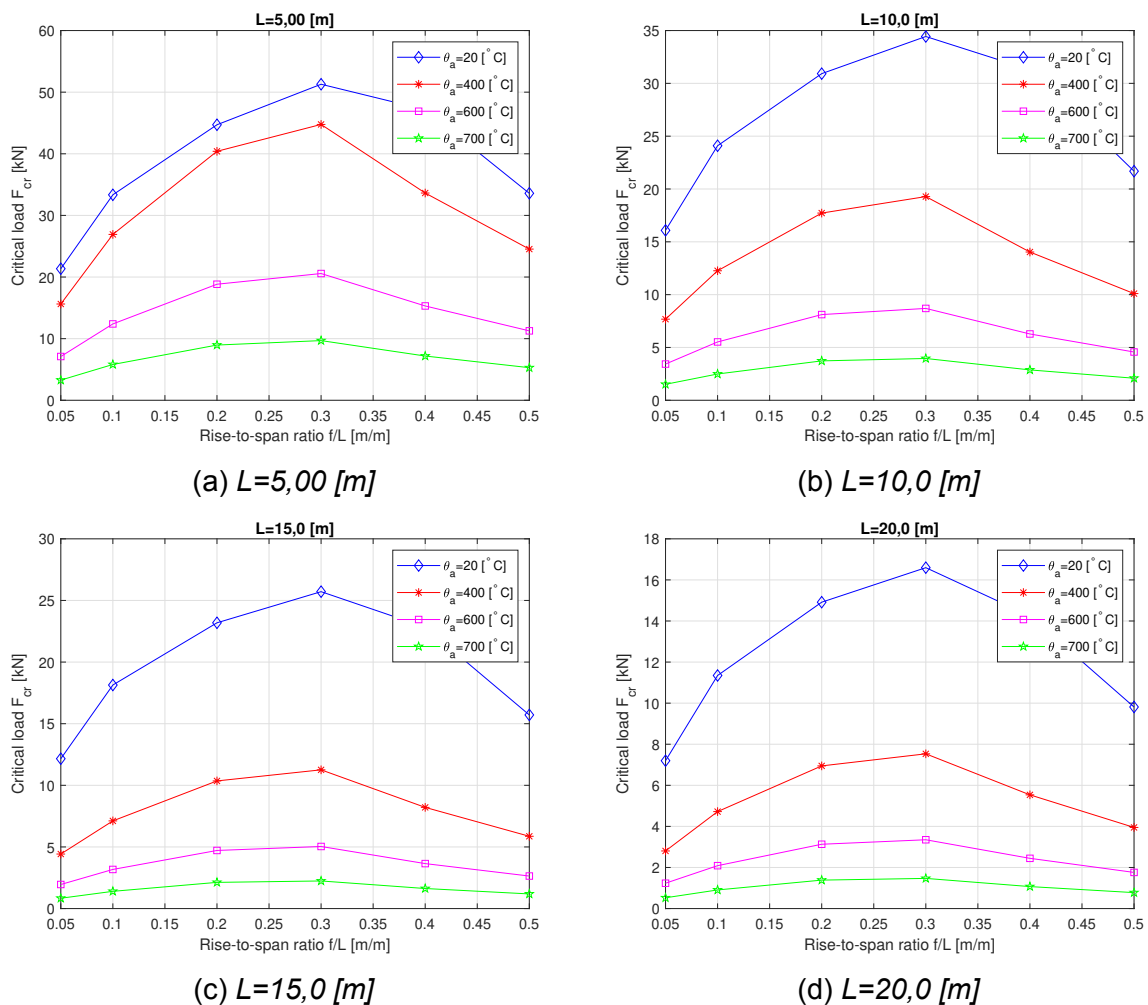 L=5,00 [m]
Critical load F_cr [kN]
60
50
40
30
20
10
0
θ_a=20 [°C]
θ_a=400 [°C]
θ_a=600 [°C]
θ_a=700 [°C]
0.05 0.1 0.15 0.2 0.25 0.3 0.35 0.4 0.45 0.5
Rise-to-span ratio f/L [m/m]
(a) L=5,00 [m]
L=10,0 [m]
Critical load F_cr [kN]
35
30
25
20
15
10
5
0
θ_a=20 [°C]
θ_a=400 [°C]
θ_a=600 [°C]
θ_a=700 [°C]
0.05 0.1 0.15 0.2 0.25 0.3 0.35 0.4 0.45 0.5
Rise-to-span ratio f/L [m/m]
(b) L=10,0 [m]
L=15,0 [m]
Critical load F_cr [kN]
30
25
20
15
10
5
0
θ_a=20 [°C]
θ_a=400 [°C]
θ_a=600 [°C]
θ_a=700 [°C]
0.05 0.1 0.15 0.2 0.25 0.3 0.35 0.4 0.45 0.5
Rise-to-span ratio f/L [m/m]
(c) L=15,0 [m]
L=20,0 [m]
Critical load F_cr [kN]
18
16
14
12
10
8
6
4
2
0
θ_a=20 [°C]
θ_a=400 [°C]
θ_a=600 [°C]
θ_a=700 [°C]
0.05 0.1 0.15 0.2 0.25 0.3 0.35 0.4 0.45 0.5
Rise-to-span ratio f/L [m/m]
(d) L=20,0 [m]